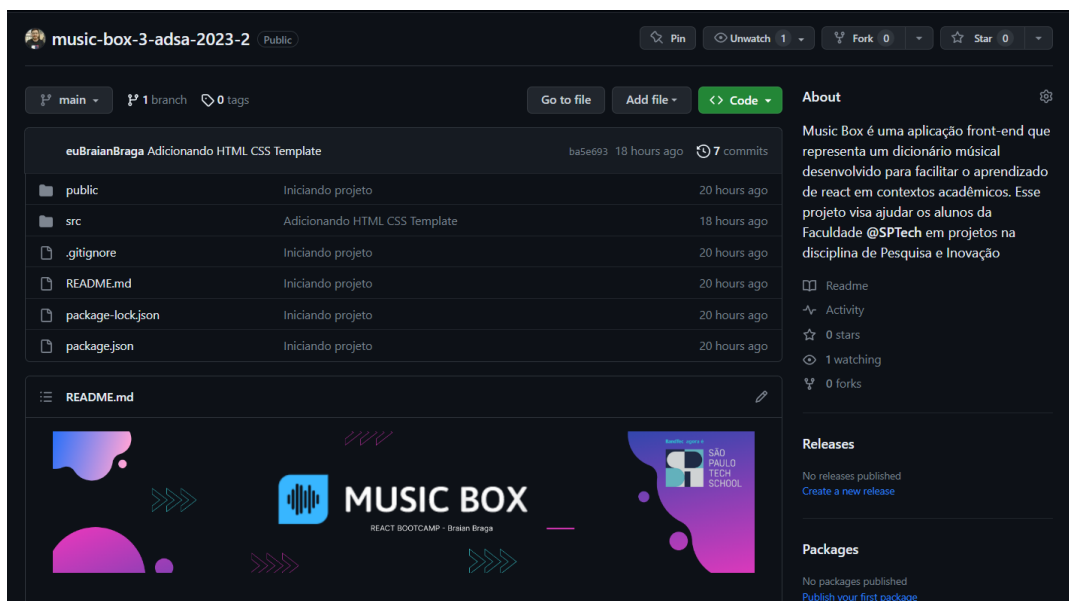 music-box-3-adsa-2023-2 Public
Pin
Unwatch 1
Fork 0
Star 0
main
1 branch
0 tags
Go to file
Add file
Code
euBraianBraga Adicionando HTML CSS Template
ba5e693 18 hours ago 7 commits
public Iniciando projeto 20 hours ago
src Adicionando HTML CSS Template 18 hours ago
.gitignore Iniciando projeto 20 hours ago
README.md Iniciando projeto 20 hours ago
package-lock.json Iniciando projeto 20 hours ago
package.json Iniciando projeto 20 hours ago
README.md
MUSIC BOX
REACT BOOTCAMP - Braian Braga
Bandtec agora é
SÃO
PAULO
TECH
SCHOOL
About
Music Box é uma aplicação front-end que
representa um dicionário músical
desenvolvido para facilitar o aprendizado
de react em contextos acadêmicos. Esse
projeto visa ajudar os alunos da
Faculdade @SPTech em projetos na
disciplina de Pesquisa e Inovação
Readme
Activity
0 stars
1 watching
0 forks
Releases
No releases published
Create a new release
Packages
No packages published
Publish your first package